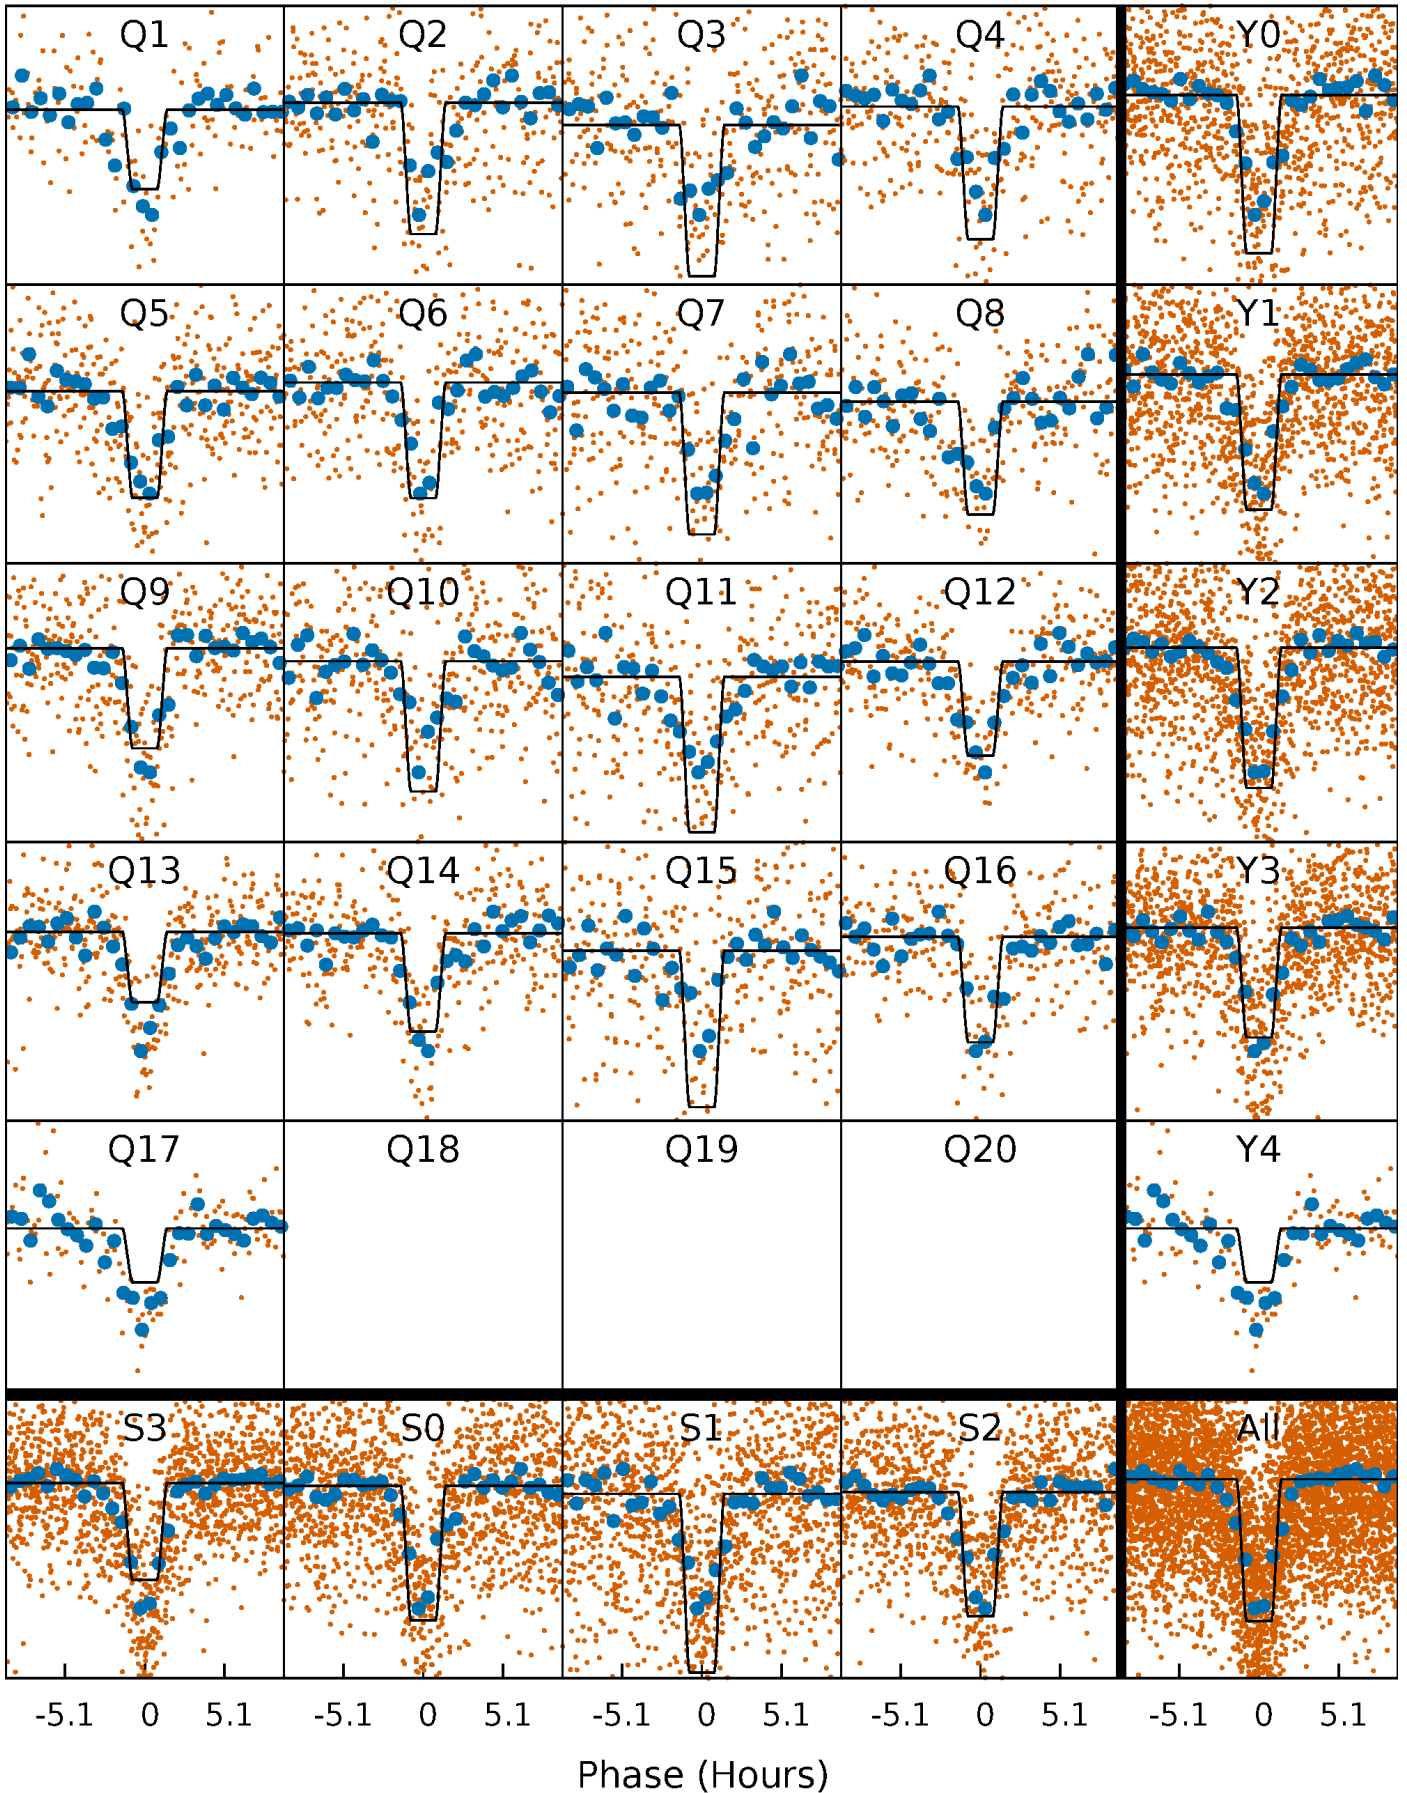 Q1 Q2 Q3 Q4 Y0
Q5 Q6 Q7 Q8 Y1
Q9 Q10 Q11 Q12 Y2
Q13 Q14 Q15 Q16 Y3
Q17 Q18 Q19 Q20 Y4
S3 S0 S1 S2 All
-5.1 0 5.1 -5.1 0 5.1 -5.1 0 5.1 -5.1 0 5.1 -5.1 0 5.1
Phase (Hours)